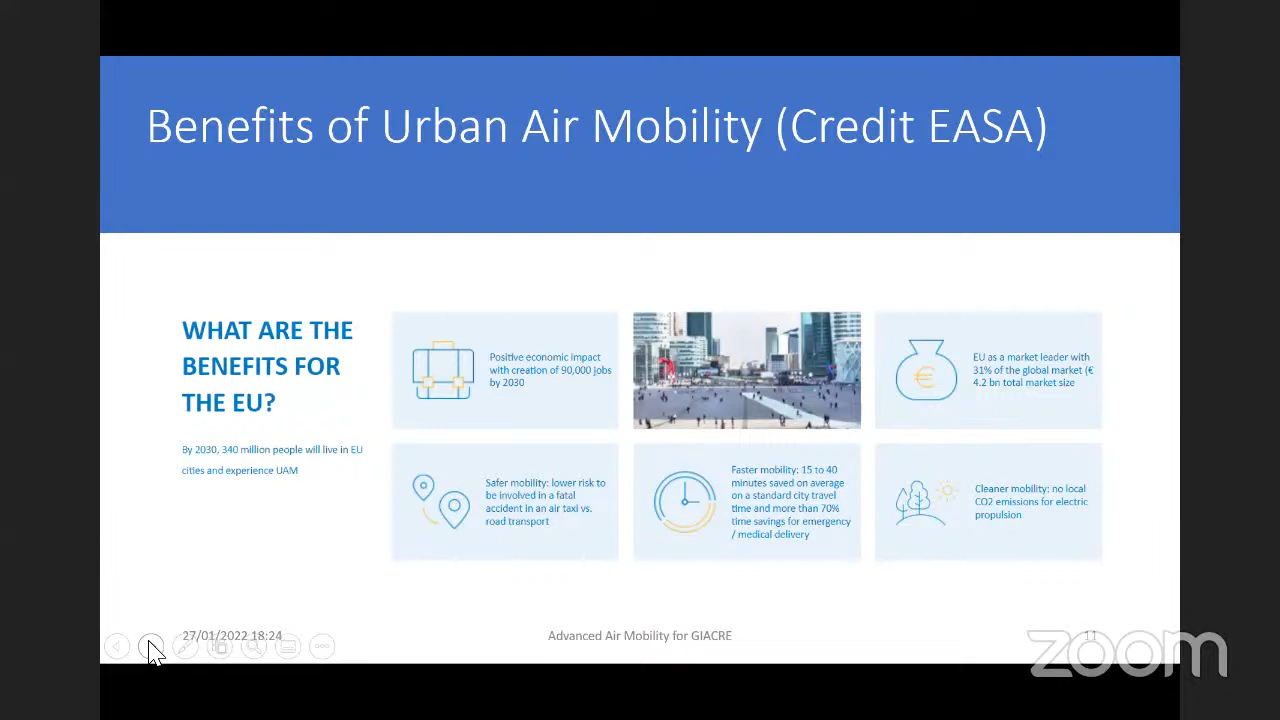 Benefits of Urban Air Mobility (Credit EASA)
WHAT ARE THE
BENEFITS FOR
THE EU?
By 2030, 340 million people will live in EU
cities and experience UAM
Positive economic impact
with creation of 90,000 jobs
by 2030
EU as a market leader with
31% of the global market (€
4.2 bn total market size
Safer mobility: lower risk to
be involved in a fatal
accident in an air taxi vs.
road transport
Faster mobility: 15 to 40
minutes saved on average
on a standard city travel
time and more than 70%
time savings for emergency
/ medical delivery
Cleaner mobility: no local
CO2 emissions for electric
propulsion
27/01/2022 18:24
Advanced Air Mobility for GIACRE
11
zoom